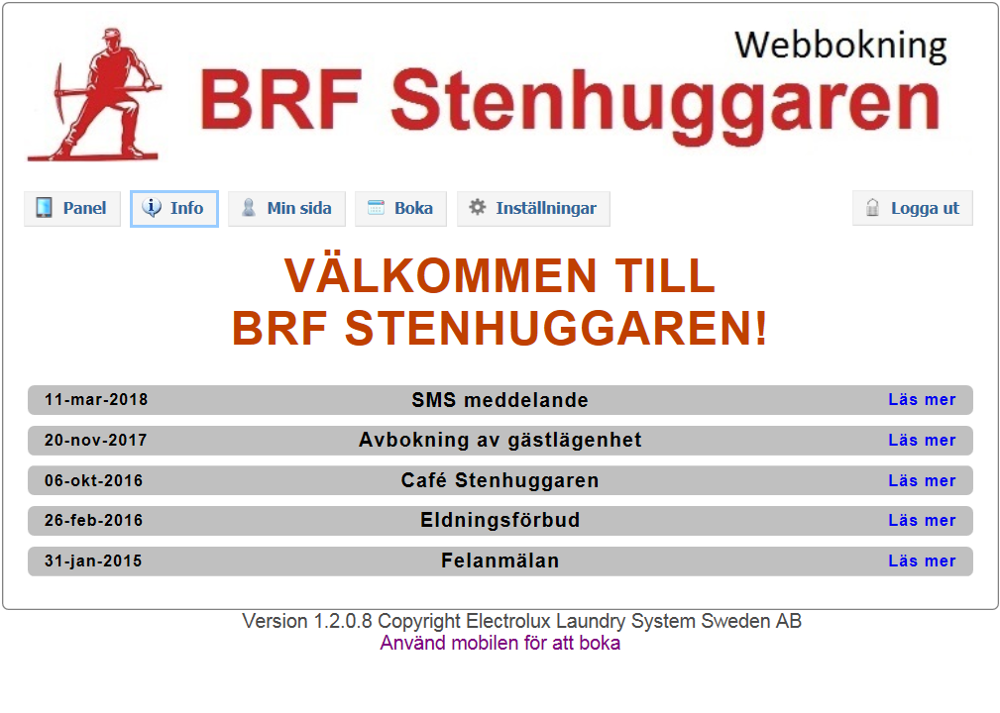 Webbokning
BRF Stenhuggaren
Panel Info Min sida Boka Inställningar Logga ut
VÄLKOMMEN TILL
BRF STENHUGGAREN!
11-mar-2018 SMS meddelande Läs mer
20-nov-2017 Avbokning av gästlägenhet Läs mer
06-okt-2016 Café Stenhuggaren Läs mer
26-feb-2016 Eldningsförbud Läs mer
31-jan-2015 Felanmälan Läs mer
Version 1.2.0.8 Copyright Electrolux Laundry System Sweden AB
Använd mobilen för att boka